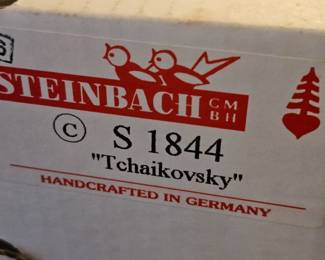 S
STEINBACH GMBH
© S 1844
"Tchaikovsky"
HANDCRAFTED IN GERMANY